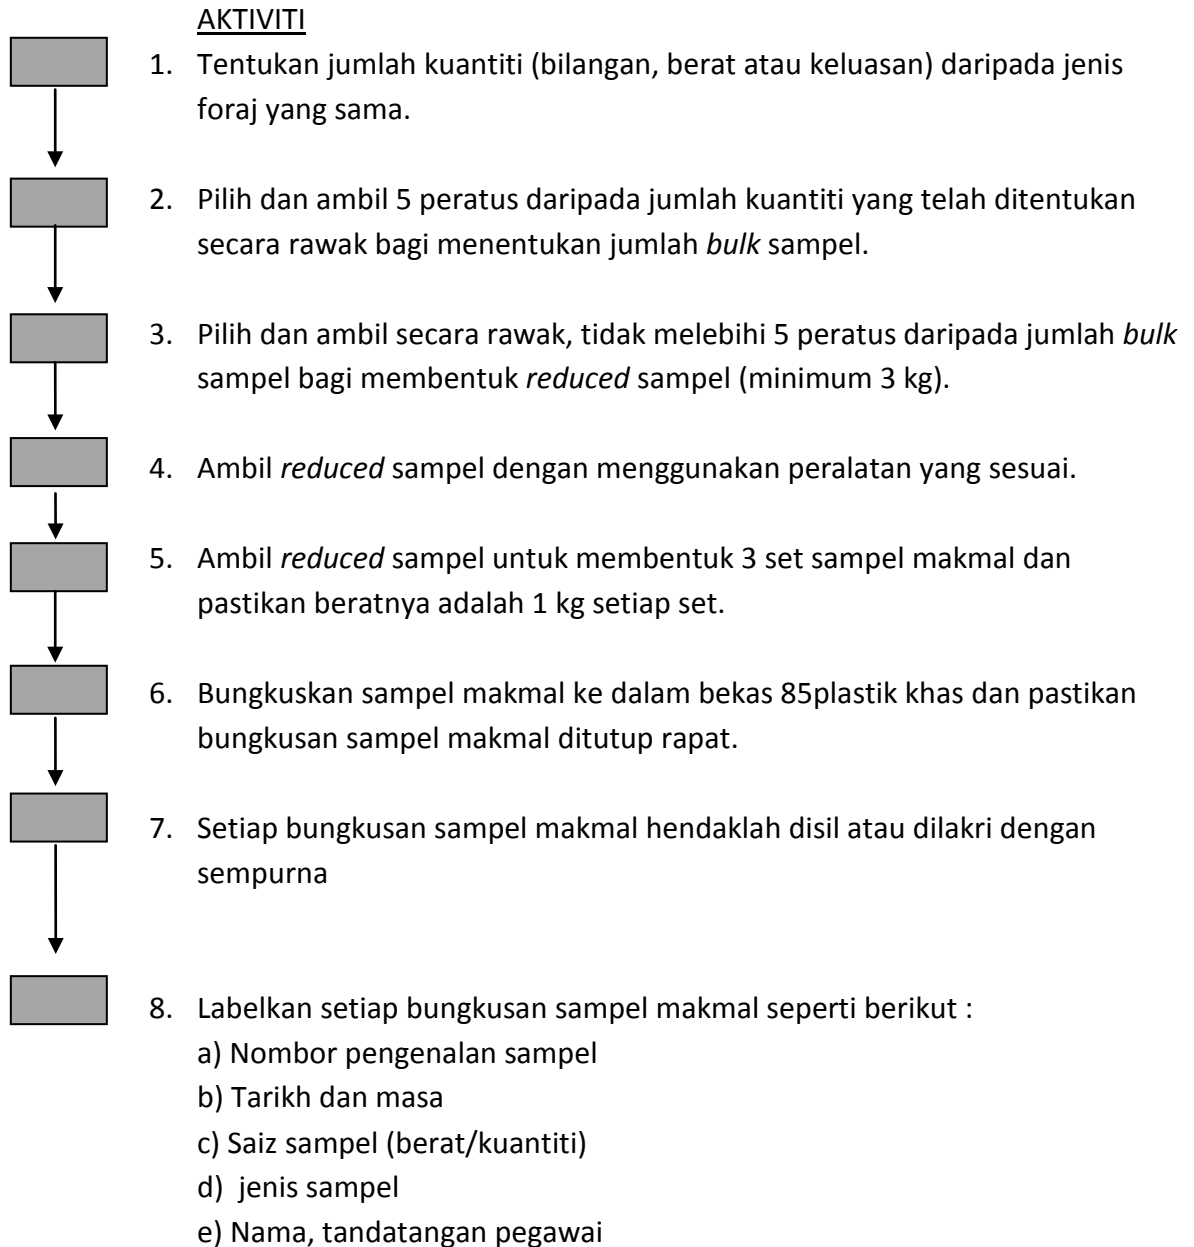 AKTIVITI
1. Tentukan jumlah kuantiti (bilangan, berat atau keluasan) daripada jenis
foraj yang sama.
2. Pilih dan ambil 5 peratus daripada jumlah kuantiti yang telah ditentukan
secara rawak bagi menentukan jumlah bulk sampel.
3. Pilih dan ambil secara rawak, tidak melebihi 5 peratus daripada jumlah bulk
sampel bagi membentuk reduced sampel (minimum 3 kg).
4. Ambil reduced sampel dengan menggunakan peralatan yang sesuai.
5. Ambil reduced sampel untuk membentuk 3 set sampel makmal dan
pastikan beratnya adalah 1 kg setiap set.
6. Bungkuskan sampel makmal ke dalam bekas 85plastik khas dan pastikan
bungkusan sampel makmal ditutup rapat.
7. Setiap bungkusan sampel makmal hendaklah disil atau dilakri dengan
sempurna
8. Labelkan setiap bungkusan sampel makmal seperti berikut :
a) Nombor pengenalan sampel
b) Tarikh dan masa
c) Saiz sampel (berat/kuantiti)
d) jenis sampel
e) Nama, tandatangan pegawai